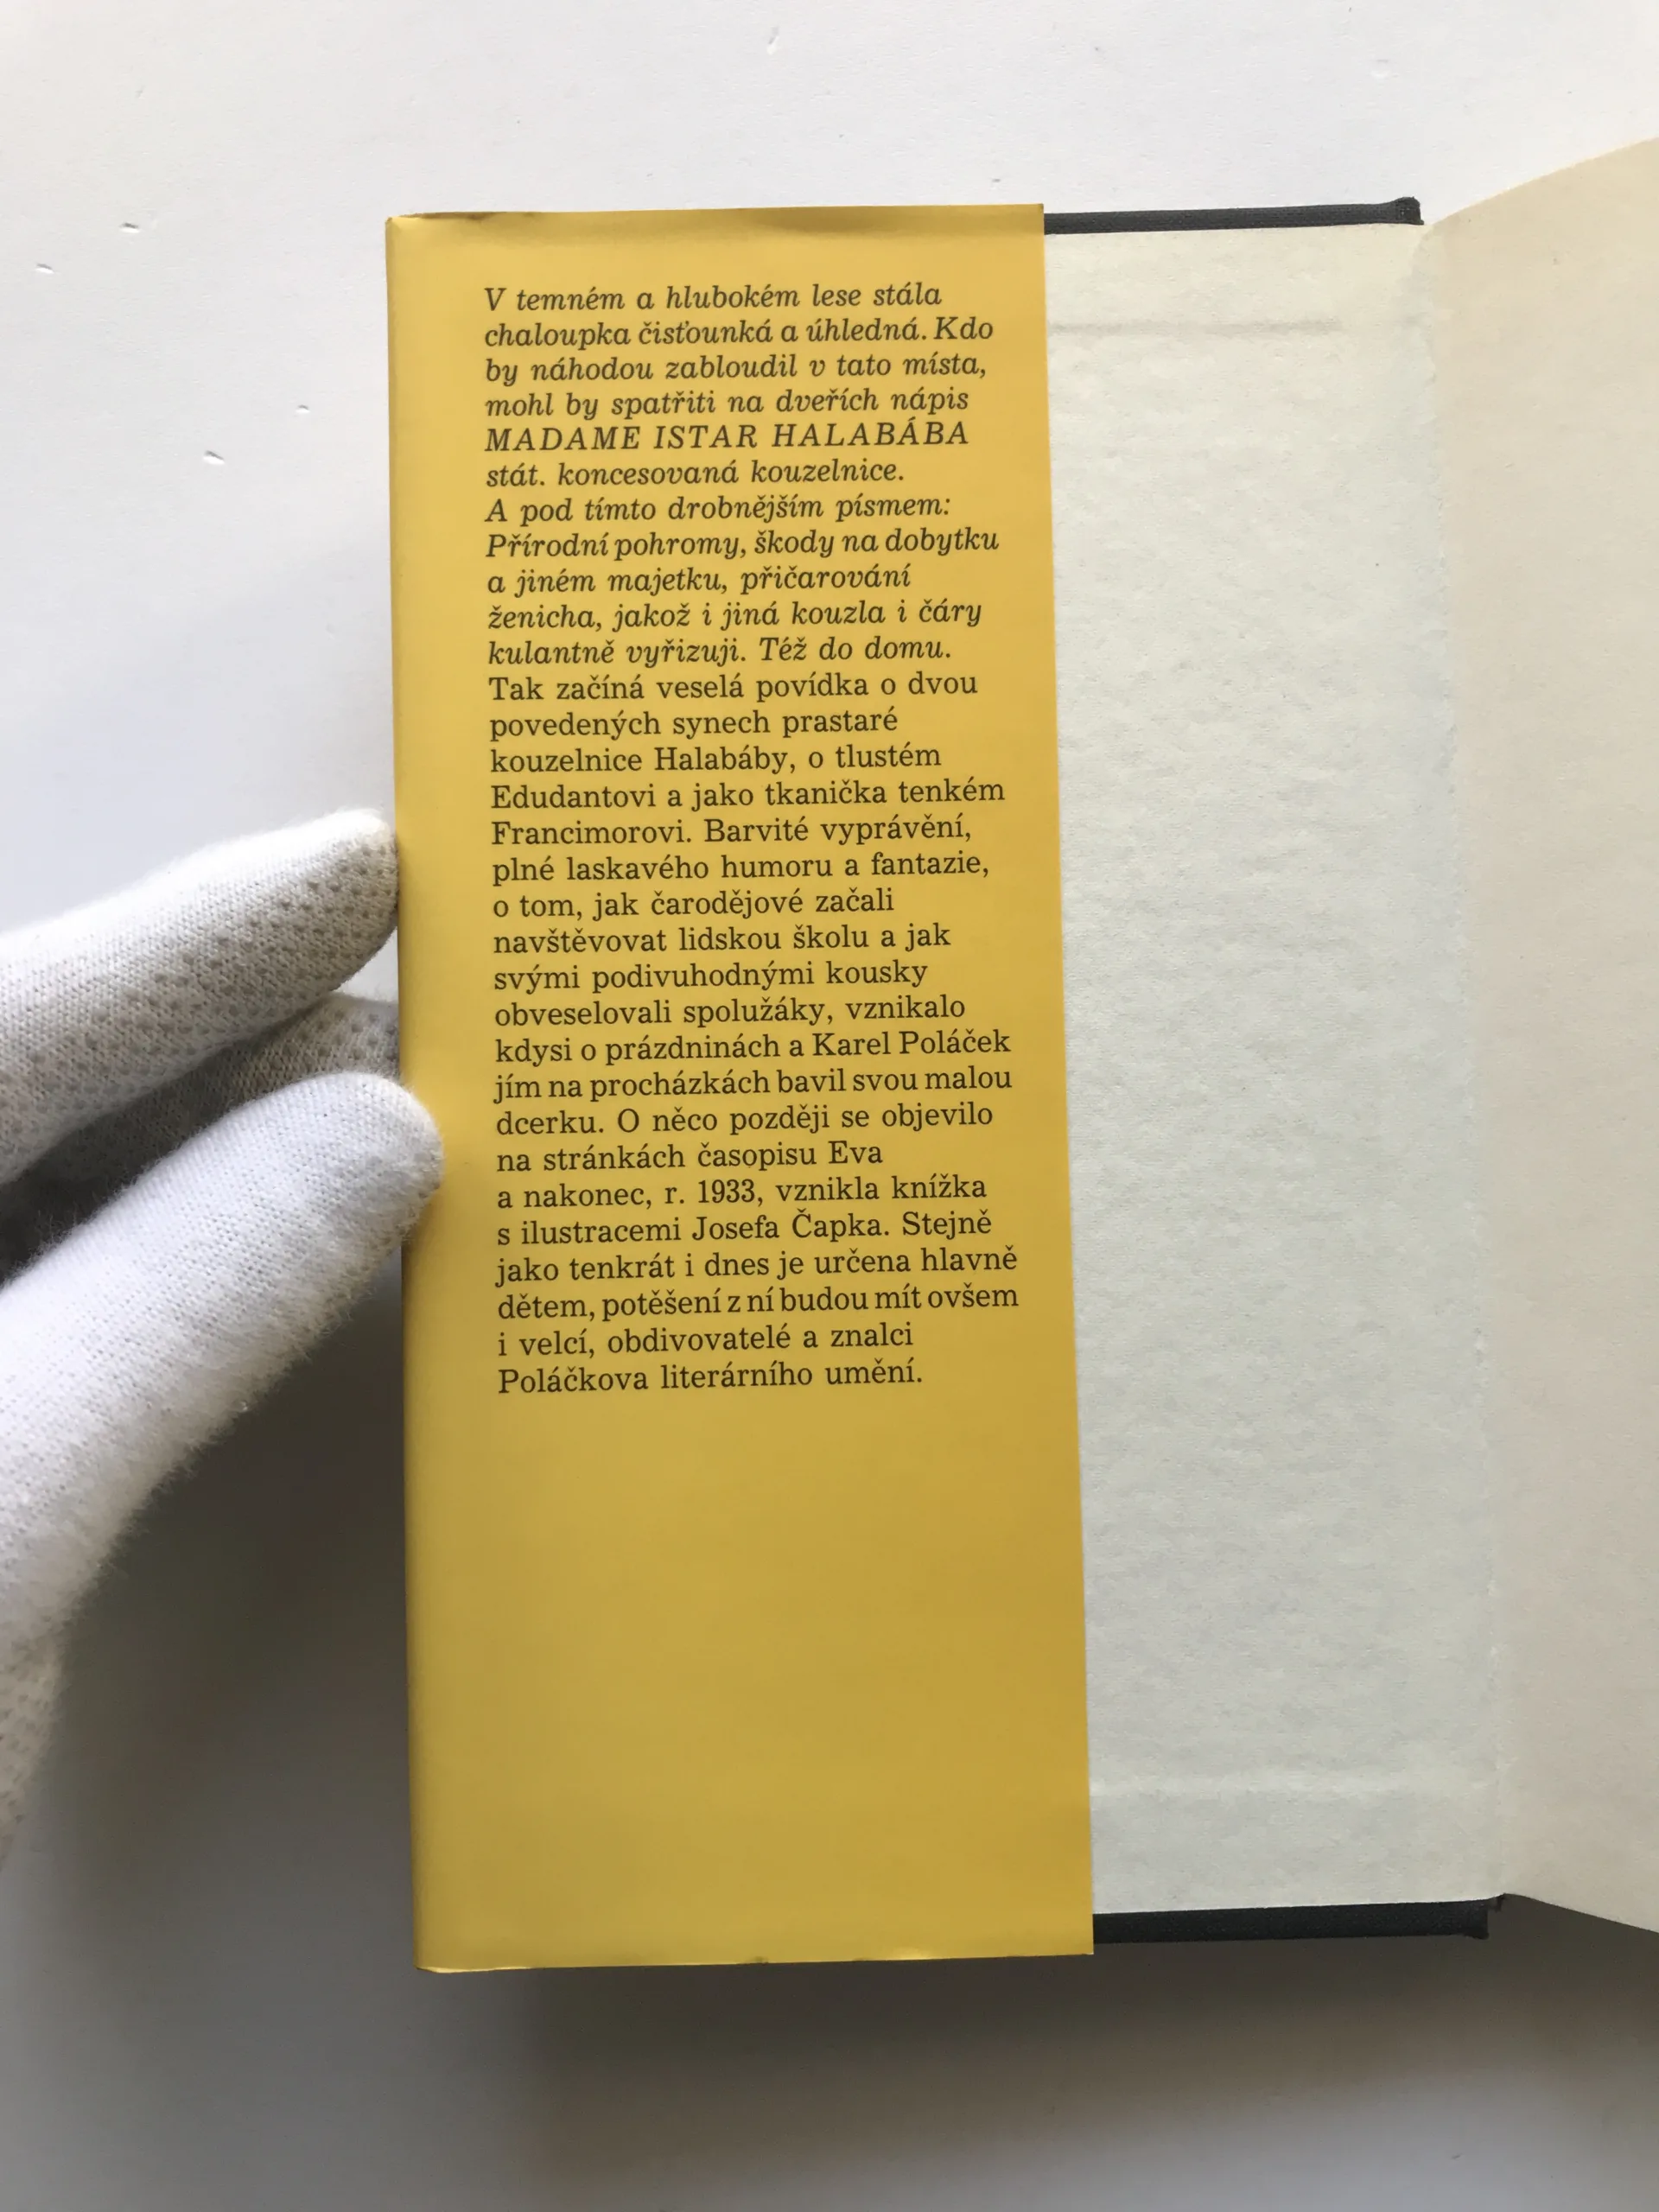 V temném a hlubokém lese stála
chaloupka čisťounká a úhledná. Kdo
by náhodou zabloudil v tato místa,
mohl by spatřiti na dveřích nápis
MADAME ISTAR HALABÁBA
stát. koncesovaná kouzelnice.
A pod tímto drobnějším písmem:
Přírodní pohromy, škody na dobytku
a jiném majetku, přičarování
ženicha, jakož i jiná kouzla i čáry
kulantně vyřizuji. Též do domu.
Tak začíná veselá povídka o dvou
povedených synech prastaré
kouzelnice Halabáby, o tlustém
Edudantovi a jako tkanička tenkém
Francimorovi. Barvité vyprávění,
plné laskavého humoru a fantazie,
o tom, jak čarodějové začali
navštěvovat lidskou školu a jak
svými podivuhodnými kousky
obveselovali spolužáky, vznikalo
kdysi o prázdninách a Karel Poláček
jím na procházkách bavil svou malou
dcerku. O něco později se objevilo
na stránkách časopisu Eva
a nakonec, r. 1933, vznikla knížka
s ilustracemi Josefa Čapka. Stejně
jako tenkrát i dnes je určena hlavně
dětem, potěšení z ní budou mít ovšem
i velcí, obdivovatelé a znalci
Poláčkova literárního umění.